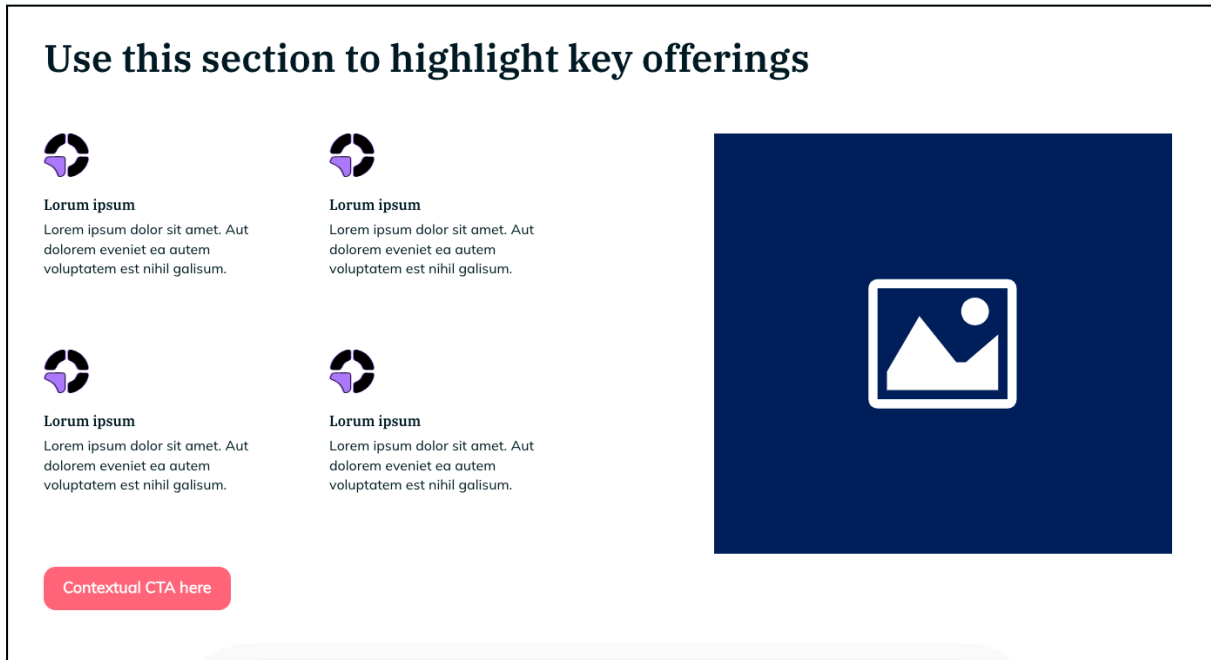 Use this section to highlight key offerings
Lorum ipsum
Lorem ipsum dolor sit amet. Aut
dolorem eveniet ea autem
voluptatem est nihil galisum.
Lorum ipsum
Lorem ipsum dolor sit amet. Aut
dolorem eveniet ea autem
voluptatem est nihil galisum.
Lorum ipsum
Lorem ipsum dolor sit amet. Aut
dolorem eveniet ea autem
voluptatem est nihil galisum.
Lorum ipsum
Lorem ipsum dolor sit amet. Aut
dolorem eveniet ea autem
voluptatem est nihil galisum.
Contextual CTA here